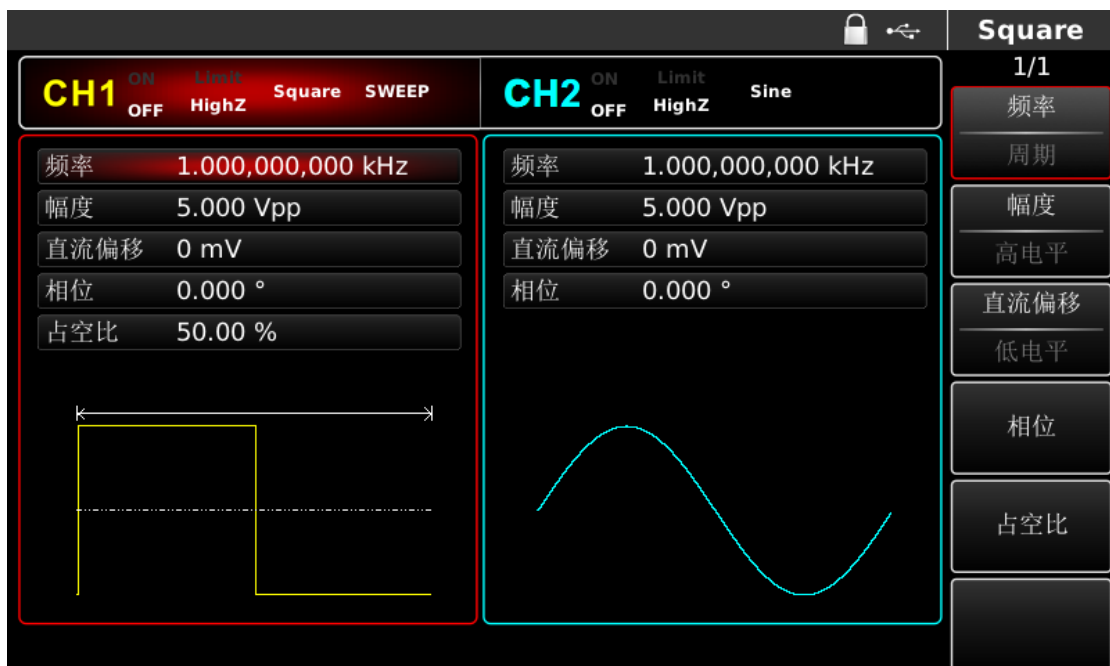 Square
1/1
CH1 ON OFF Limit HighZ Square SWEEP
CH2 ON OFF Limit HighZ Sine
频率 1.000,000,000 kHz
幅度 5.000 Vpp
直流偏移 0 mV
相位 0.000 °
占空比 50.00 %
频率 1.000,000,000 kHz
幅度 5.000 Vpp
直流偏移 0 mV
相位 0.000 °
频率
周期
幅度
高电平
直流偏移
低电平
相位
占空比